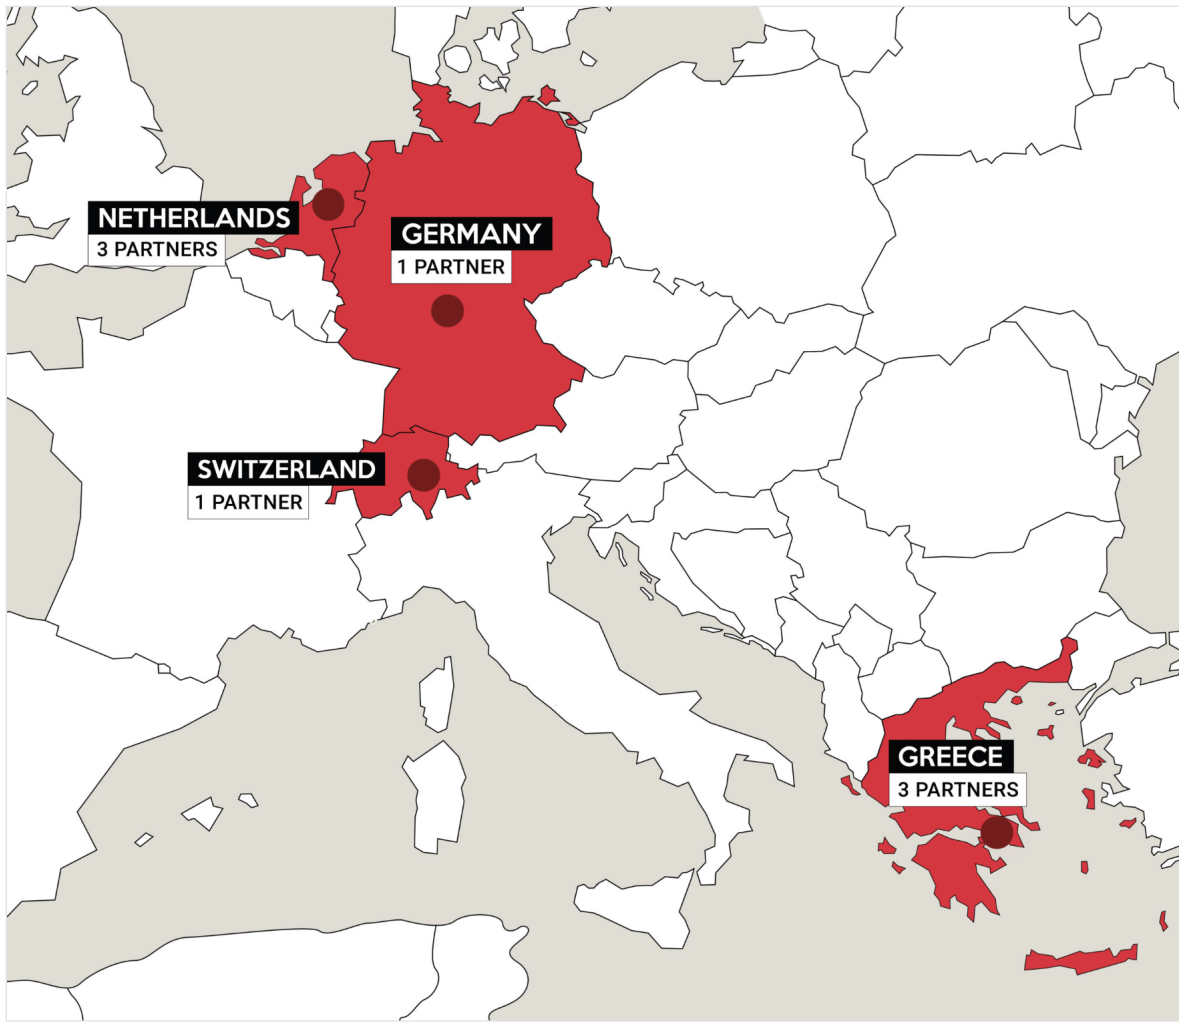 NETHERLANDS
3 PARTNERS
GERMANY
1 PARTNER
SWITZERLAND
1 PARTNER
GREECE
3 PARTNERS